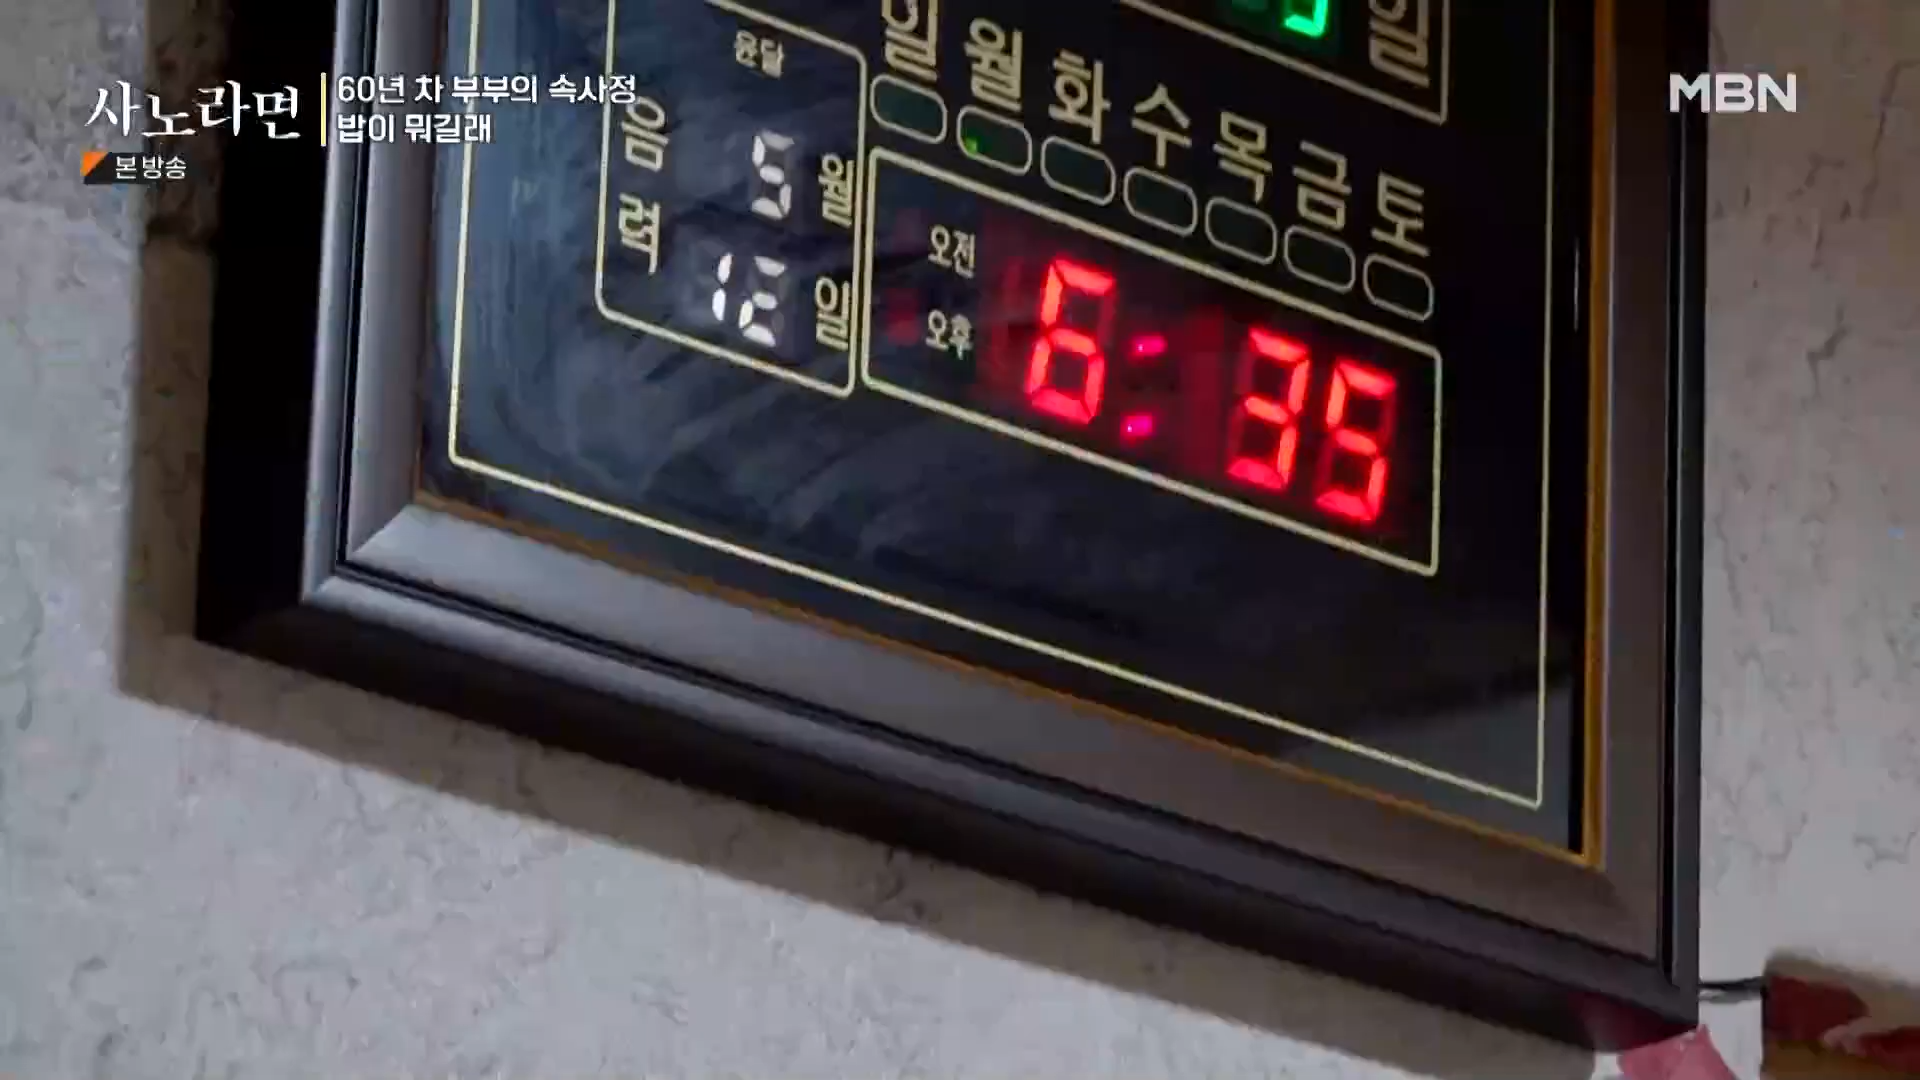 사노라면
60년 차 부부의 속사정
밥이 뭐길래
본방송
MBN
일
윤달
일 월 화 수 목 금 토
음력
5월
일
오전
오후
6:35